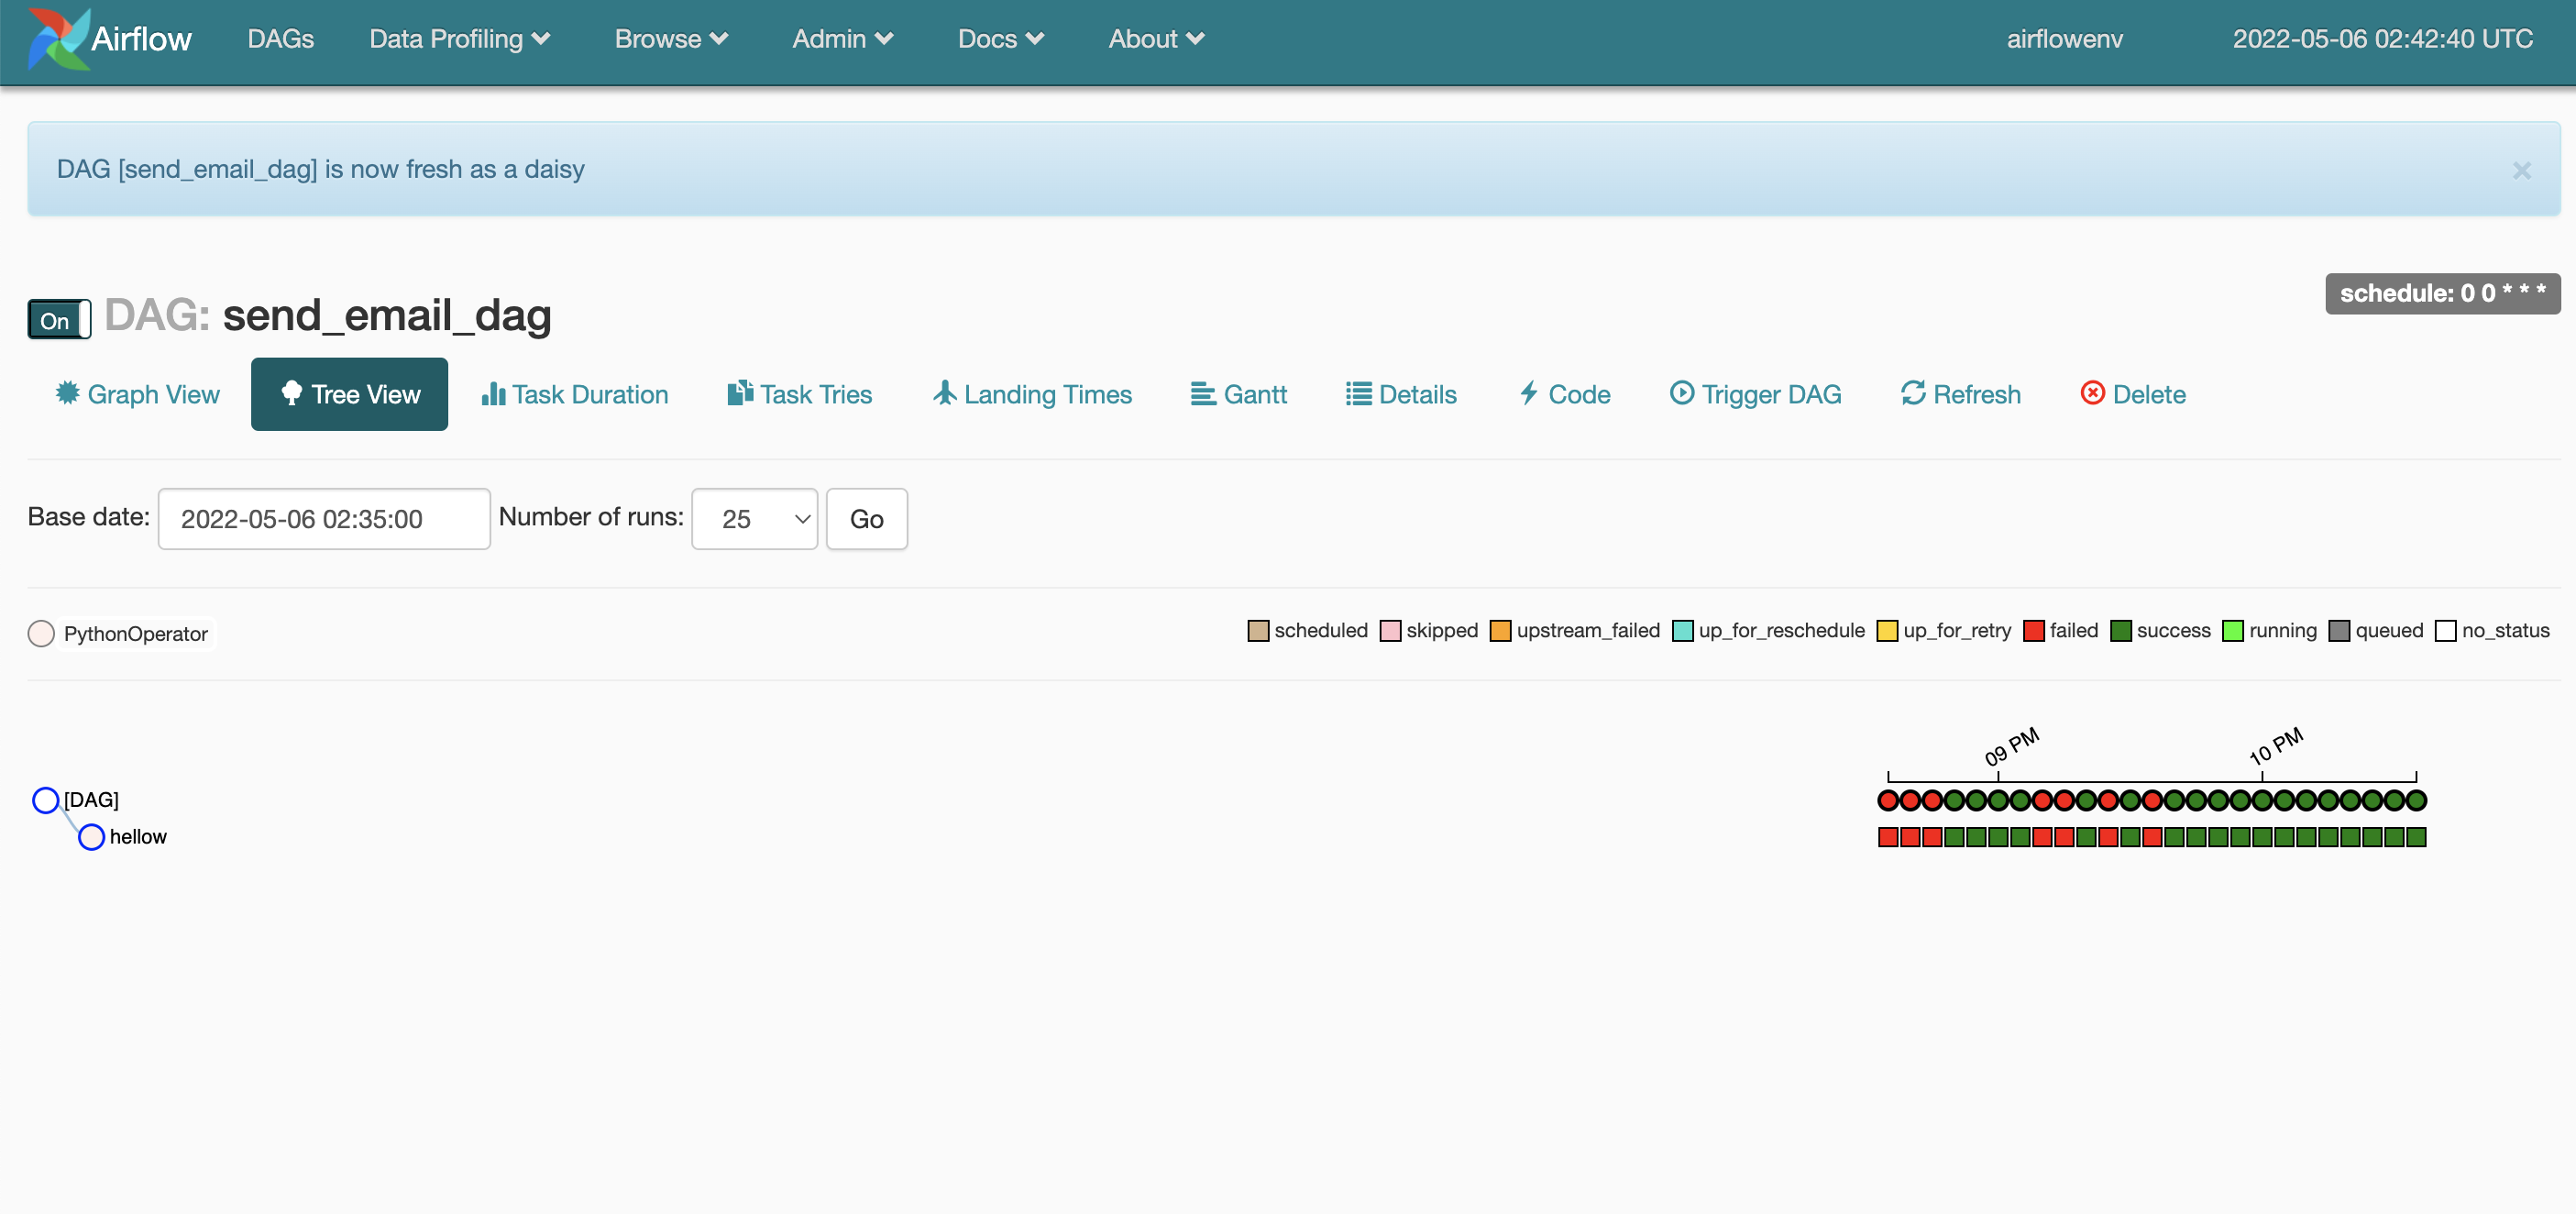 Airflow DAGs Data Profiling Browse Admin Docs About airflowenv 2022-05-06 02:42:40 UTC
DAG [send_email_dag] is now fresh as a daisy ×
schedule: 0 0 * * *
On DAG: send_email_dag
Graph View Tree View Task Duration Task Tries Landing Times Gantt Details Code Trigger DAG Refresh Delete
Base date: 2022-05-06 02:35:00 Number of runs: 25 Go
PythonOperator scheduled skipped upstream_failed up_for_reschedule up_for_retry failed success running queued no_status
09 PM 10 PM
[DAG]
hellow